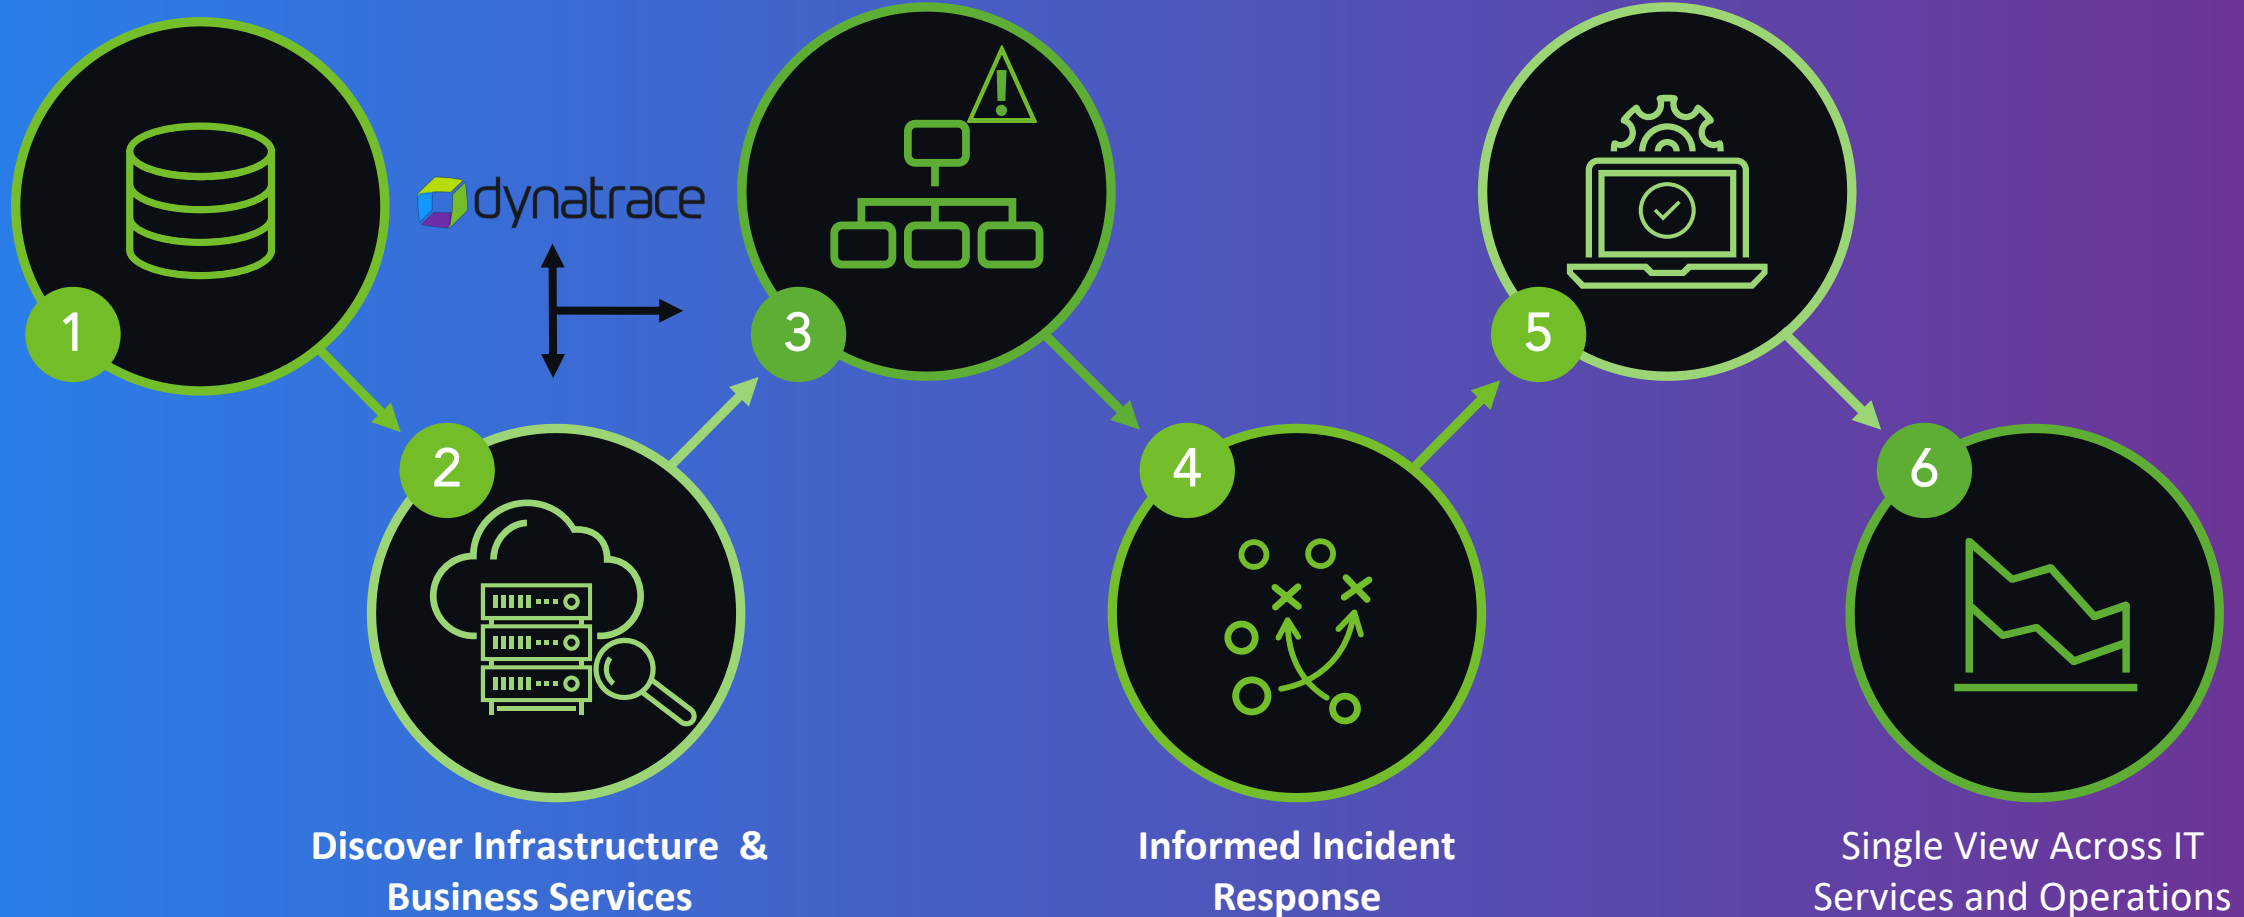 1
dynatrace
3
5
2
4
6
Discover Infrastructure & 
Business Services
Informed Incident
Response
Single View Across IT
Services and Operations